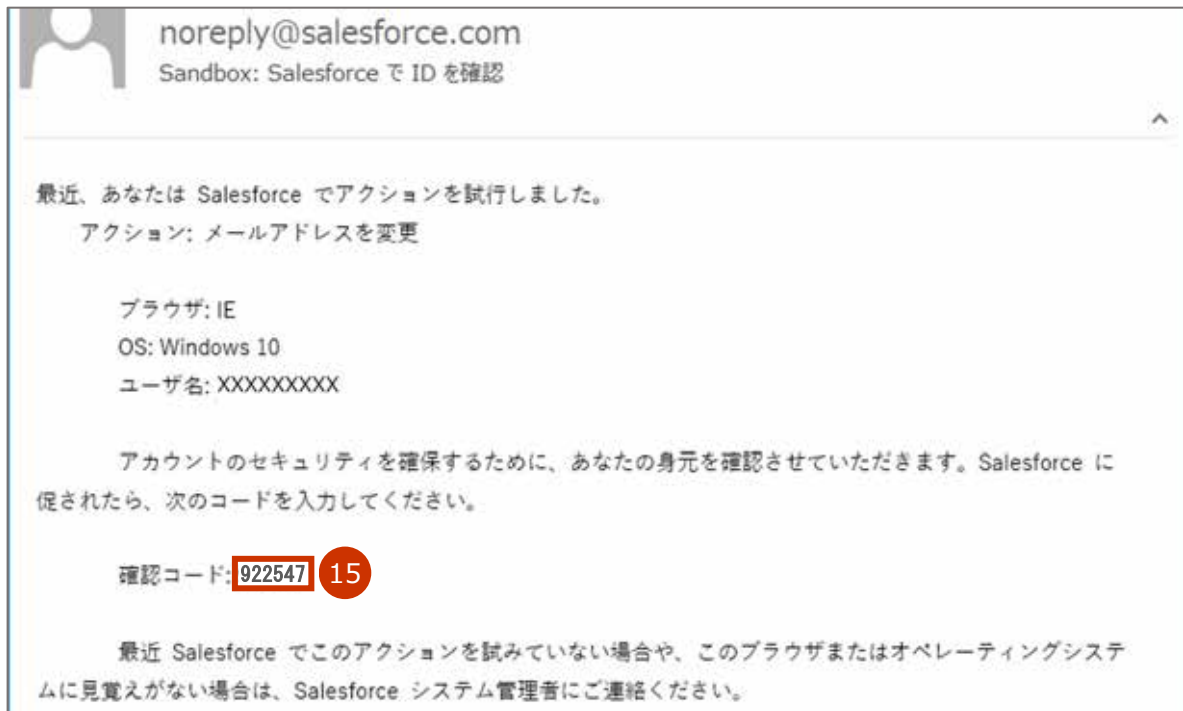 noreply@salesforce.com
Sandbox: Salesforce で ID を確認
最近、あなたは Salesforce でアクションを試行しました。
アクション: メールアドレスを変更
ブラウザ: IE
OS: Windows 10
ユーザ名: XXXXXXXXX
アカウントのセキュリティを確保するために、あなたの身元を確認させていただきます。Salesforce に
促されたら、次のコードを入力してください。
確認コード: 922547 15
最近 Salesforce でこのアクションを試みていない場合や、このブラウザまたはオペレーティングシステ
ムに見覚えがない場合は、Salesforce システム管理者にご連絡ください。